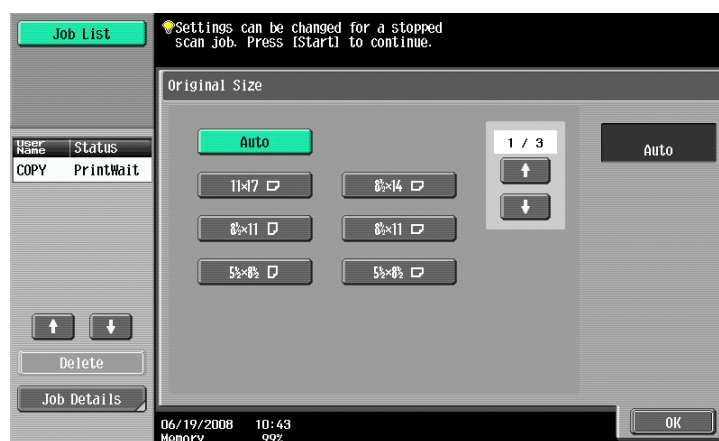 Job List
Settings can be changed for a stopped
scan job. Press [Start] to continue.
Original Size
User Name Status
COPY PrintWait
Auto
1 / 3
Auto
11×17
8½×14
8½×11
8½×11
5½×8½
5½×8½
Delete
Job Details
06/19/2008 10:43
Memory 99%
OK